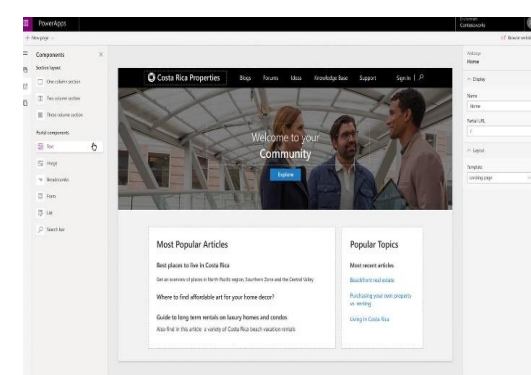 PowerApps
Environment
+ New page
Components
Section layout
One column section
Two column section
Three column section
Portal components
Text
Image
Breadcrumbs
Form
List
Search bar
Costa Rica Properties
Blogs
Forums
Ideas
Knowledge Base
Support
Sign In
Welcome to your
Community
Explore
Most Popular Articles
Best places to live in Costa Rica
Get an overview of places in North Pacific region, Southern Zone and the Central Valley
Where to find affordable art for your home decor?
Guide to long term rentals on luxury homes and condos
Also find in this article a variety of Costa Rica beach vacation rentals
Popular Topics
Most recent articles
Beachfront real estate
Purchasing your own property
vs. renting
Living in Costa Rica
Webpage
Home
Display
Name
Home
Partial URL
/
Layout
Template
Landing page